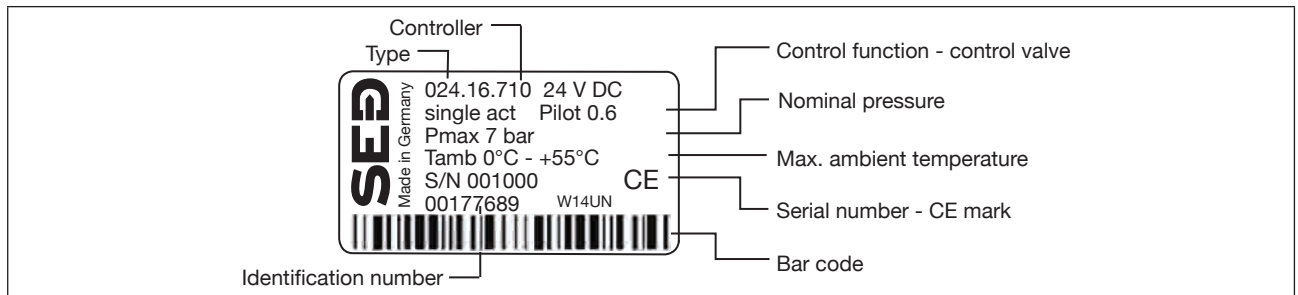 Controller
Type
Control function - control valve
Nominal pressure
Max. ambient temperature
Serial number - CE mark
Bar code
Identification number
SED
Made in Germany
024.16.710 24 V DC
single act Pilot 0.6
Pmax 7 bar
Tamb 0°C - +55°C
S/N 001000 CE
00177689 W14UN